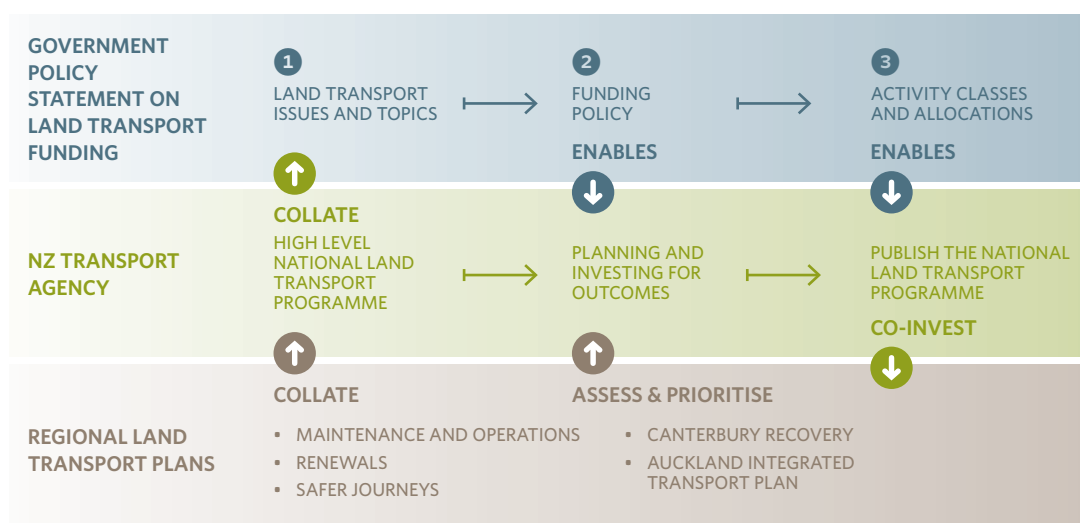 GOVERNMENT
POLICY
STATEMENT ON
LAND TRANSPORT
FUNDING
1
LAND TRANSPORT
ISSUES AND TOPICS
2
FUNDING
POLICY
ENABLES
3
ACTIVITY CLASSES
AND ALLOCATIONS
ENABLES
NZ TRANSPORT
AGENCY
COLLATE
HIGH LEVEL
NATIONAL LAND
TRANSPORT
PROGRAMME
PLANNING AND
INVESTING FOR
OUTCOMES
PUBLISH THE NATIONAL
LAND TRANSPORT
PROGRAMME
CO-INVEST
REGIONAL LAND
TRANSPORT PLANS
COLLATE
▪ MAINTENANCE AND OPERATIONS
▪ RENEWALS
▪ SAFER JOURNEYS
ASSESS & PRIORITISE
▪ CANTERBURY RECOVERY
▪ AUCKLAND INTEGRATED
TRANSPORT PLAN